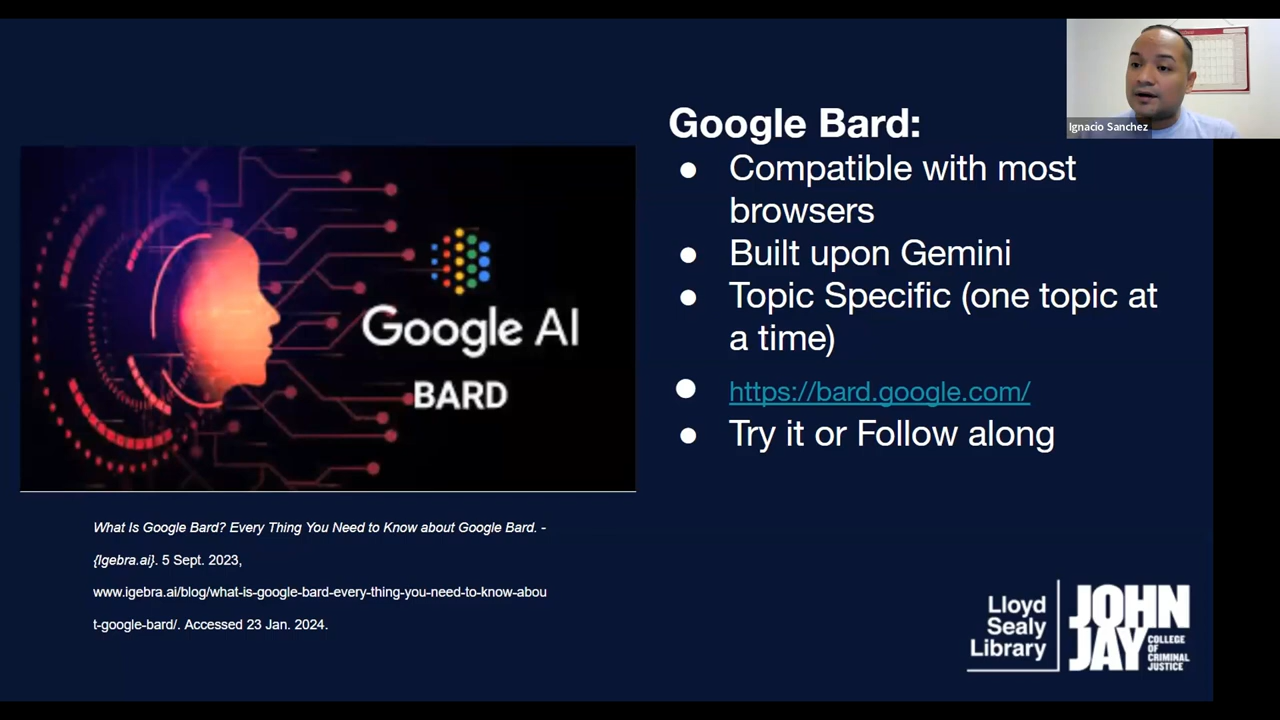 Ignacio Sanchez
Google AI
BARD
Google Bard:
● Compatible with most
browsers
● Built upon Gemini
● Topic Specific (one topic at
a time)
● https://bard.google.com/
● Try it or Follow along
What Is Google Bard? Every Thing You Need to Know about Google Bard. -
{Igebra.ai}. 5 Sept. 2023,
www.igebra.ai/blog/what-is-google-bard-every-thing-you-need-to-know-abou
t-google-bard/. Accessed 23 Jan. 2024.
Lloyd
Sealy
Library
JOHN
JAY
COLLEGE
OF
CRIMINAL
JUSTICE